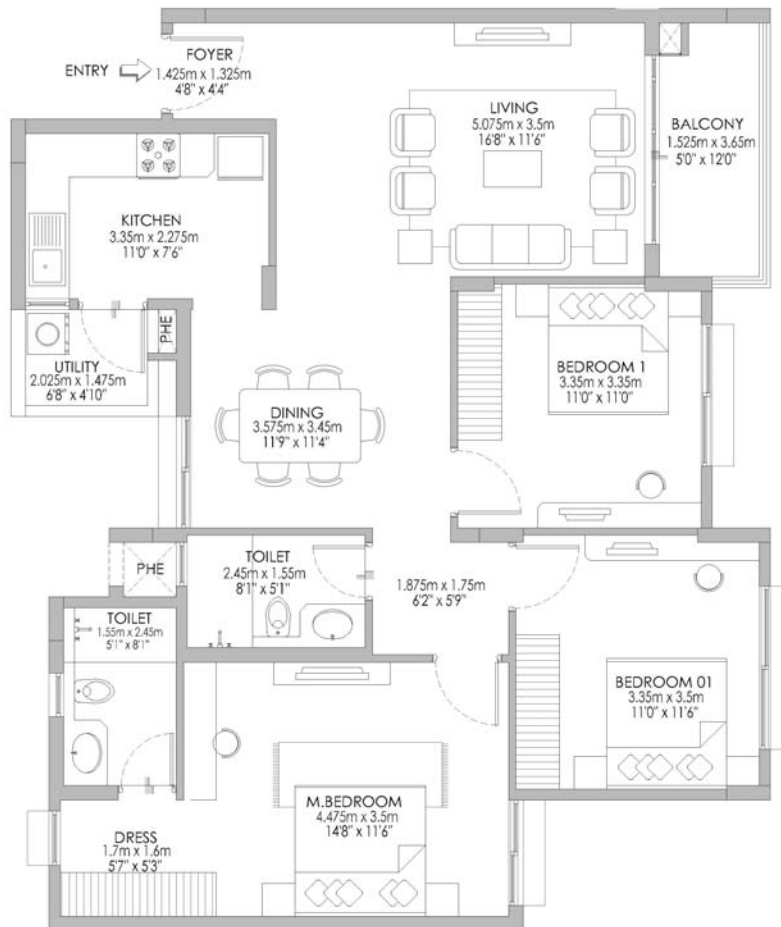 FOYER
1.425m x 1.325m
4'8" x 4'4"
ENTRY
LIVING
5.075m x 3.5m
16'8" x 11'6"
BALCONY
1.525m x 3.65m
5'0" x 12'0"
KITCHEN
3.35m x 2.275m
11'0" x 7'6"
PHE
UTILITY
2.025m x 1.475m
6'8" x 4'10"
BEDROOM 1
3.35m x 3.35m
11'0" x 11'0"
DINING
3.575m x 3.45m
11'9" x 11'4"
PHE
TOILET
2.45m x 1.55m
8'1" x 5'1"
1.875m x 1.75m
6'2" x 5'9"
TOILET
1.55m x 2.45m
5'1" x 8'1"
BEDROOM 01
3.35m x 3.5m
11'0" x 11'6"
M.BEDROOM
4.475m x 3.5m
14'8" x 11'6"
DRESS
1.7m x 1.6m
5'7" x 5'3"